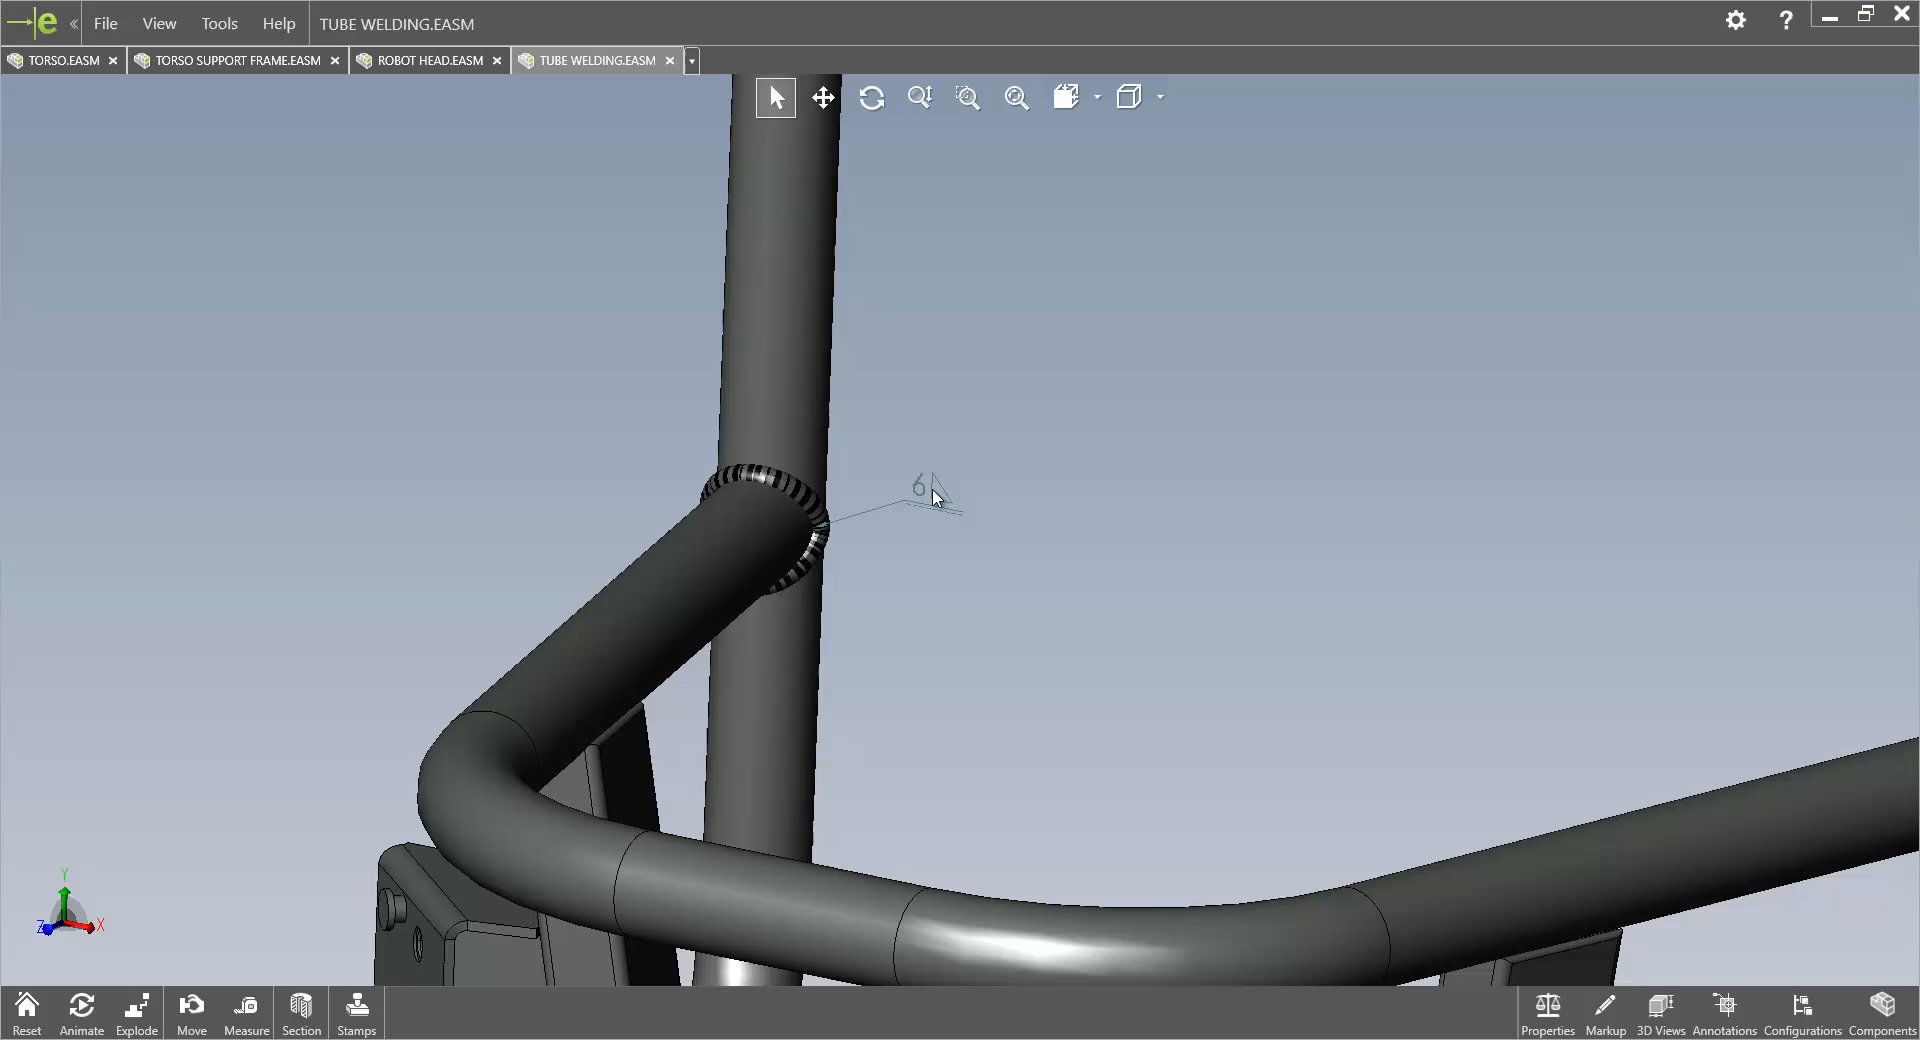 e File View Tools Help TUBE WELDING.EASM
TORSO.EASM TORSO SUPPORT FRAME.EASM ROBOT HEAD.EASM TUBE WELDING.EASM
6
Y
Z X
Reset Animate Explode Move Measure Section Stamps Properties Markup 3D Views Annotations Configurations Components